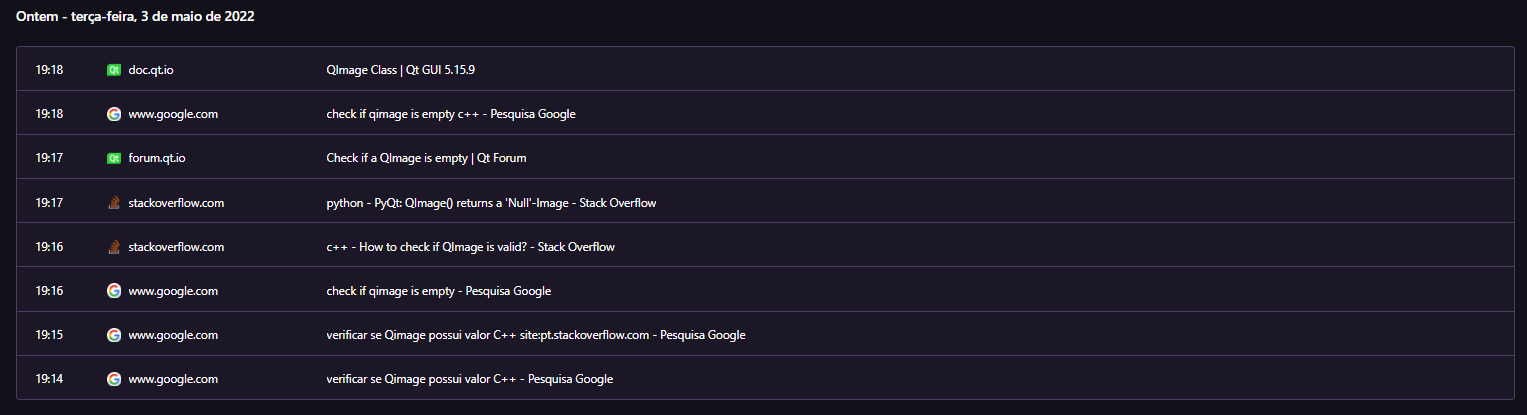 Ontem - terça-feira, 3 de maio de 2022
19:18 Qt doc.qt.io QImage Class | Qt GUI 5.15.9
19:18 www.google.com check if qimage is empty c++ - Pesquisa Google
19:17 Qt forum.qt.io Check if a QImage is empty | Qt Forum
19:17 stackoverflow.com python - PyQt: QImage() returns a 'Null'-Image - Stack Overflow
19:16 stackoverflow.com c++ - How to check if QImage is valid? - Stack Overflow
19:16 www.google.com check if qimage is empty - Pesquisa Google
19:15 www.google.com verificar se Qimage possui valor C++ site:pt.stackoverflow.com - Pesquisa Google
19:14 www.google.com verificar se Qimage possui valor C++ - Pesquisa Google